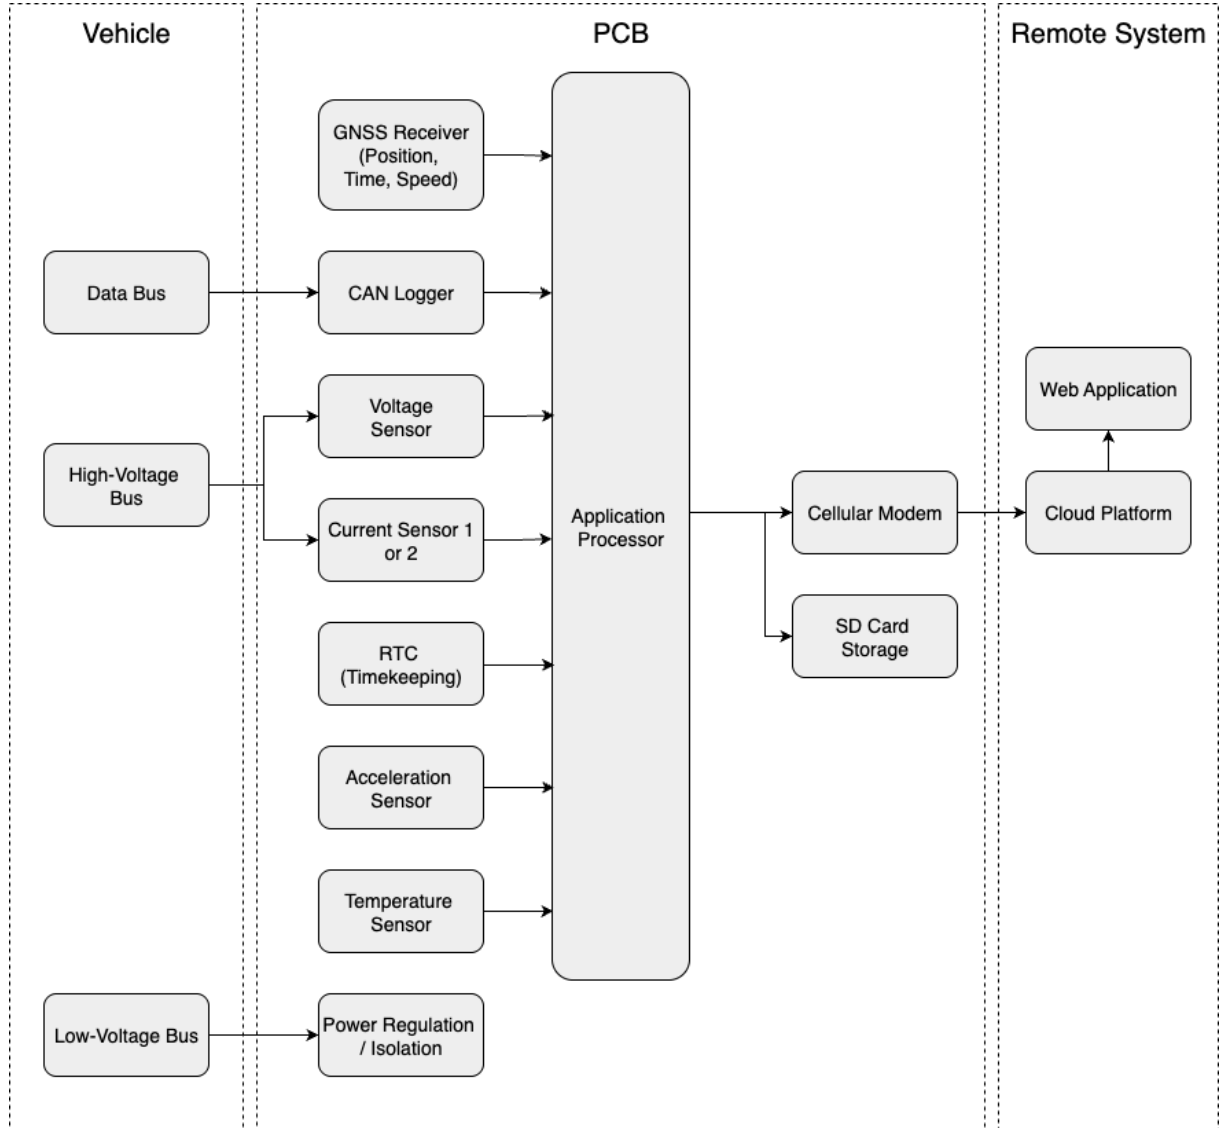 Vehicle
PCB
Remote System
GNSS Receiver
(Position,
Time, Speed)
Data Bus
CAN Logger
Voltage
Sensor
High-Voltage
Bus
Current Sensor 1
or 2
Application
Processor
Cellular Modem
Cloud Platform
Web Application
SD Card
Storage
RTC
(Timekeeping)
Acceleration
Sensor
Temperature
Sensor
Low-Voltage Bus
Power Regulation
/ Isolation